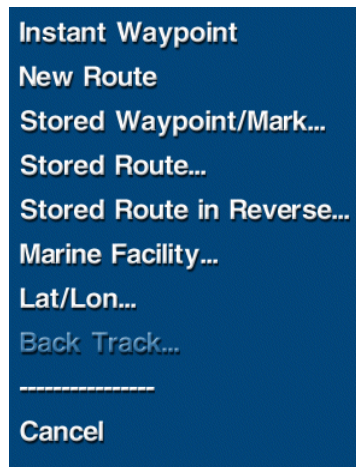 Instant Waypoint
New Route
Stored Waypoint/Mark...
Stored Route...
Stored Route in Reverse...
Marine Facility...
Lat/Lon...
Back Track...
----------------
Cancel